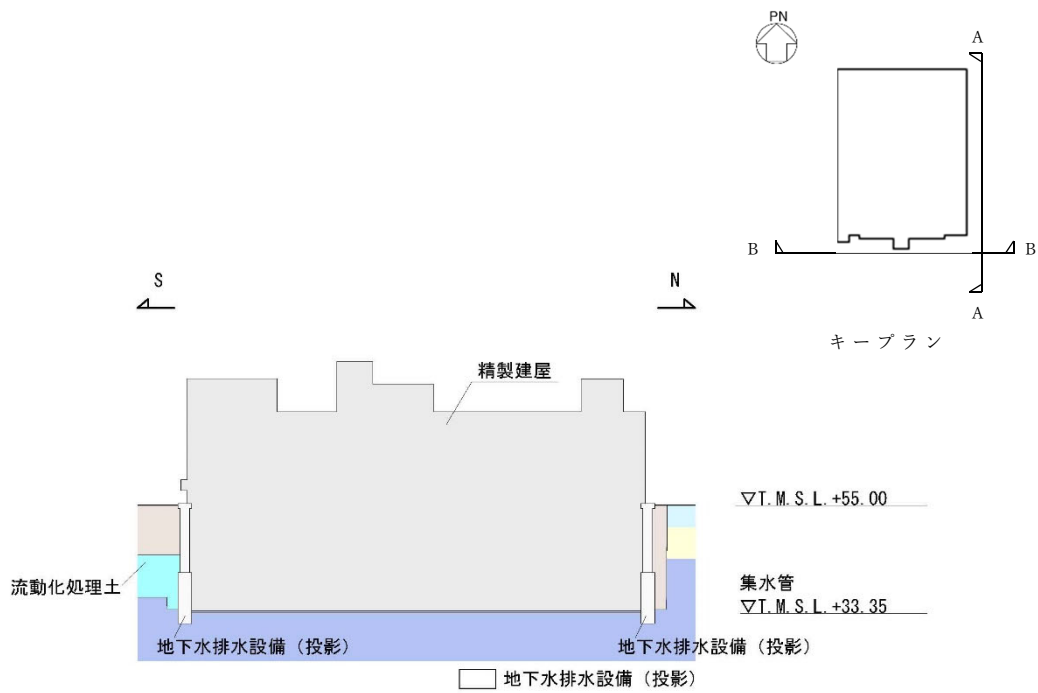 PN
A
B
B
A
キープラン
S
N
精製建屋
▽T.M.S.L.+55.00
流動化処理土
集水管
▽T.M.S.L.+33.35
地下水排水設備（投影）
地下水排水設備（投影）
地下水排水設備（投影）